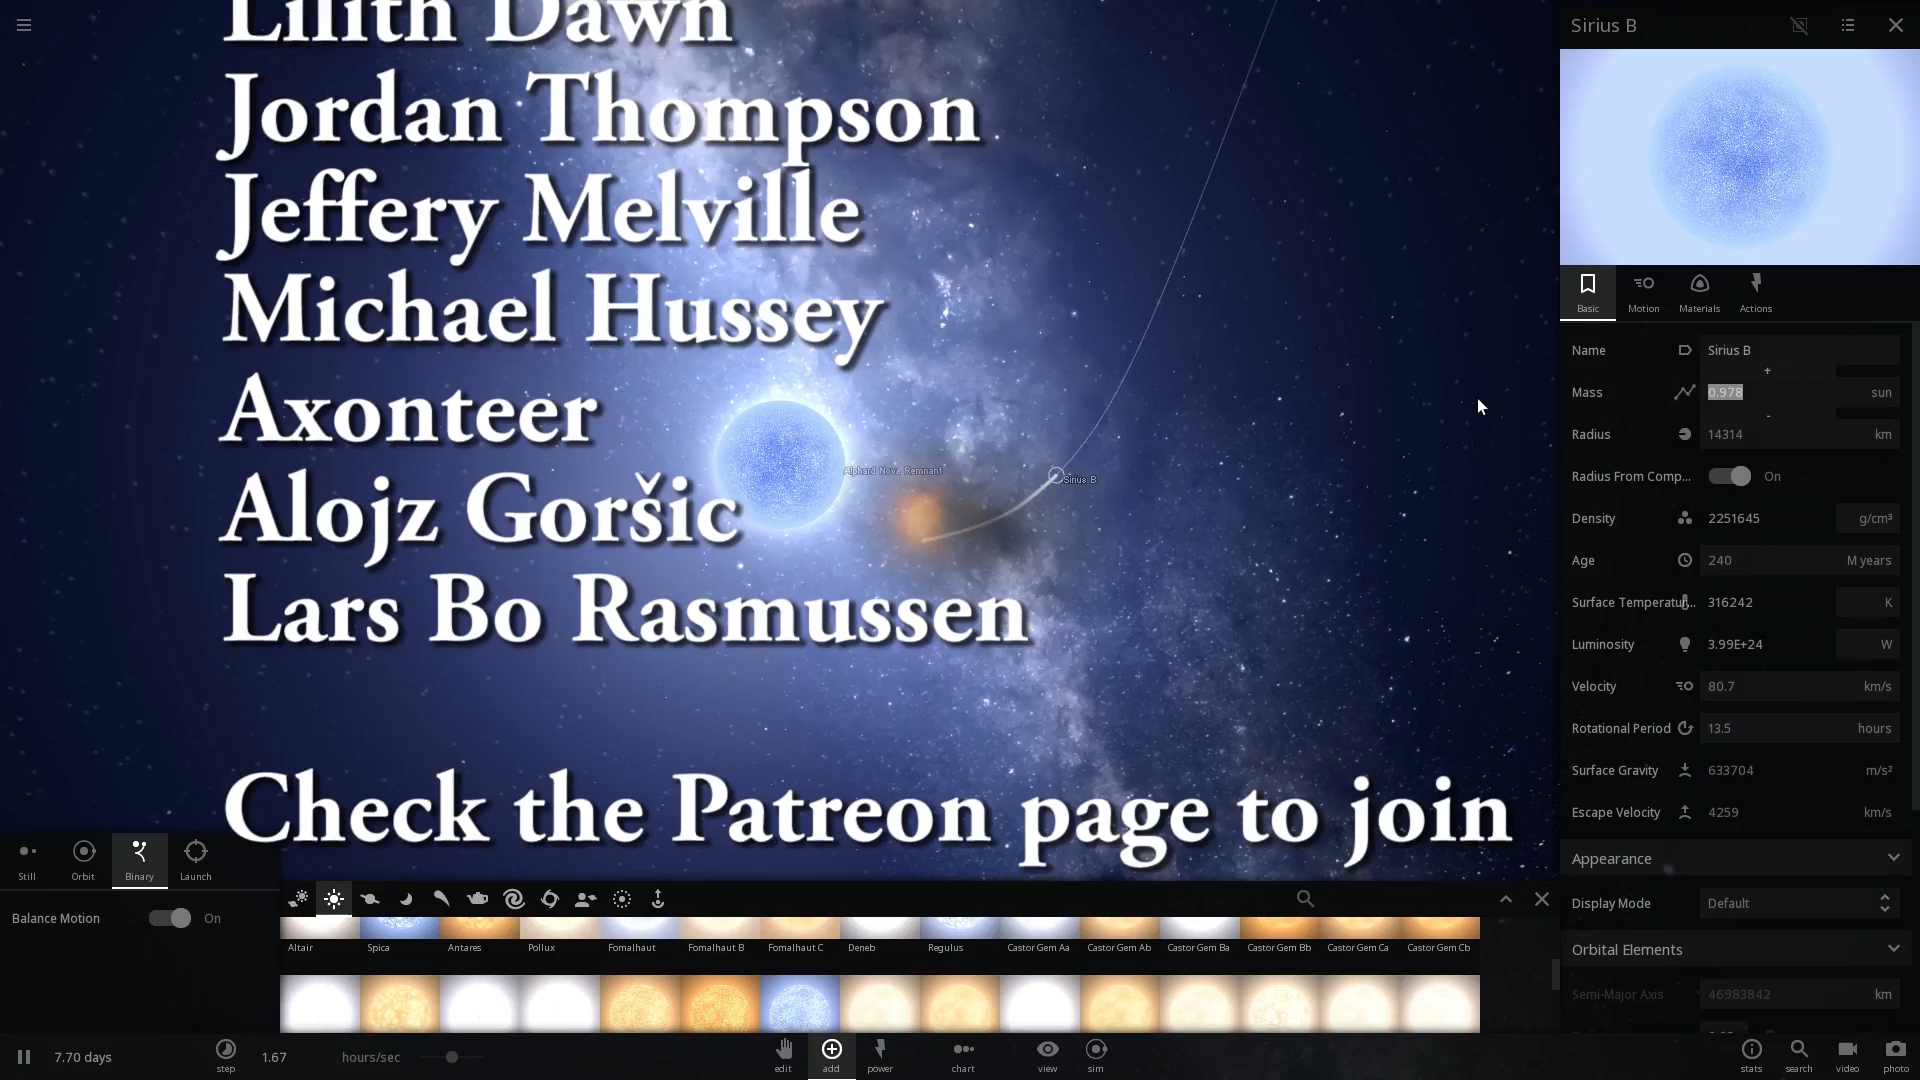 Lilith Dawn
Jordan Thompson
Jeffery Melville
Michael Hussey
Axonteer
Alojz Goršic
Lars Bo Rasmussen
Check the Patreon page to join
Alphard Nova Remnant
Sirius B
Sirius B
Basic
Motion
Materials
Actions
Name Sirius B
+
Mass 0.978 sun
-
Radius 14314 km
Radius From Comp... On
Density 2251645 g/cm³
Age 240 M years
Surface Temperatur... 316242 K
Luminosity 3.99E+24 W
Velocity 80.7 km/s
Rotational Period 13.5 hours
Surface Gravity 633704 m/s²
Escape Velocity 4259 km/s
Appearance
Display Mode Default
Orbital Elements
Semi-Major Axis 46983842 km
Still Orbit Binary Launch
Balance Motion On
Altair Spica Antares Pollux Fomalhaut Fomalhaut B Fomalhaut C Deneb Regulus Castor Gem Aa Castor Gem Ab Castor Gem Ba Castor Gem Bb Castor Gem Ca Castor Gem Cb
7.70 days
step
1.67 hours/sec
edit add power chart view sim
stats search video photo